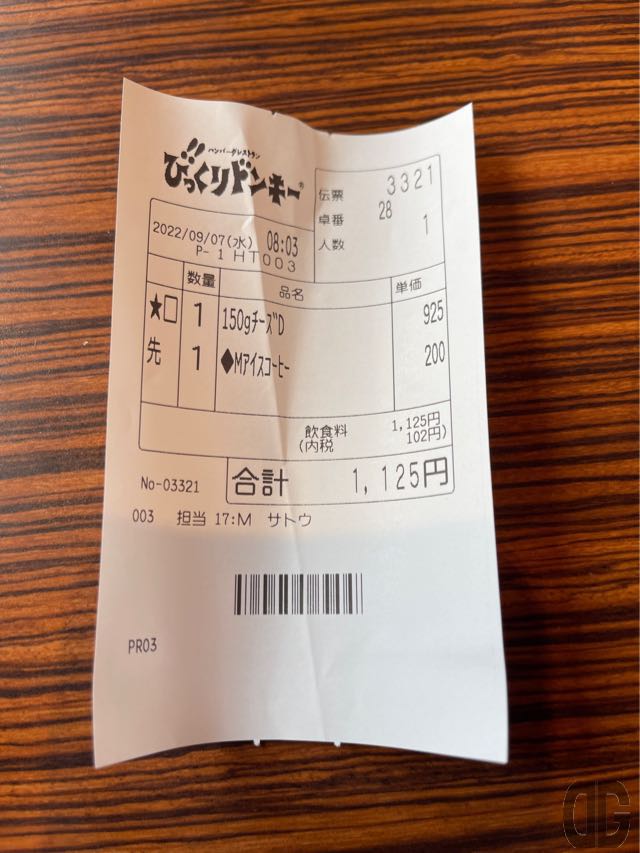 ハンバーグレストラン
びっくりドンキー®
伝票 3321
卓番 28
人数 1
2022/09/07(水) 08:03
P-1HT003
数量 品名 単価
★□ 1 150gチーズD 925
先 1 ◆Mアイスコーヒー 200
飲食料 1,125円
(内税 102円)
合計 1,125円
No-03321
003 担当 17:M サトウ
PR03
DG